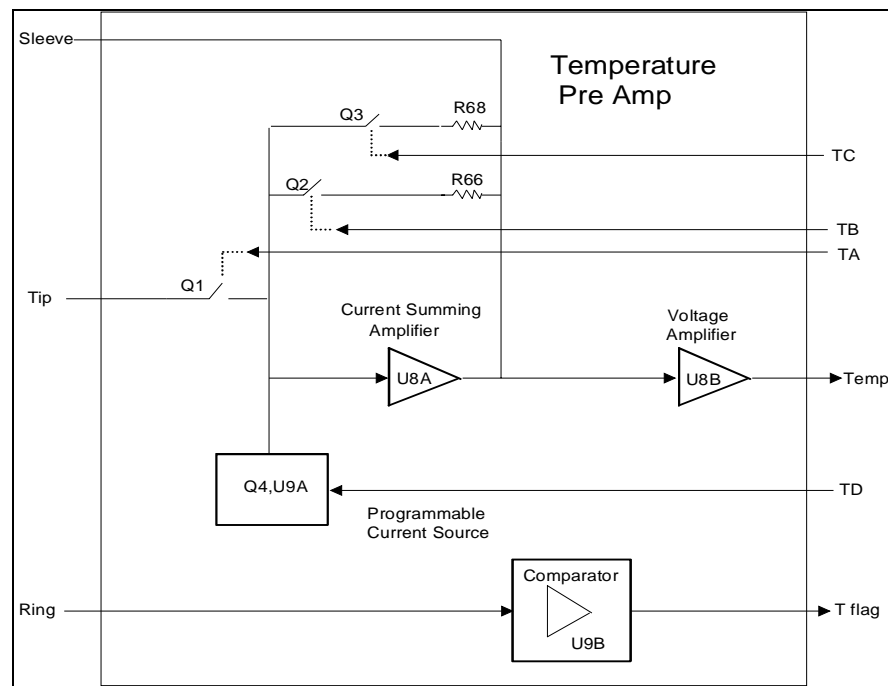 Sleeve
Temperature
Pre Amp
Q3
R68
TC
Q2
R66
TB
TA
Q1
Tip
Current Summing
Amplifier
Voltage
Amplifier
U8A
U8B
Temp
Q4,U9A
TD
Programmable
Current Source
Comparator
Ring
T flag
U9B